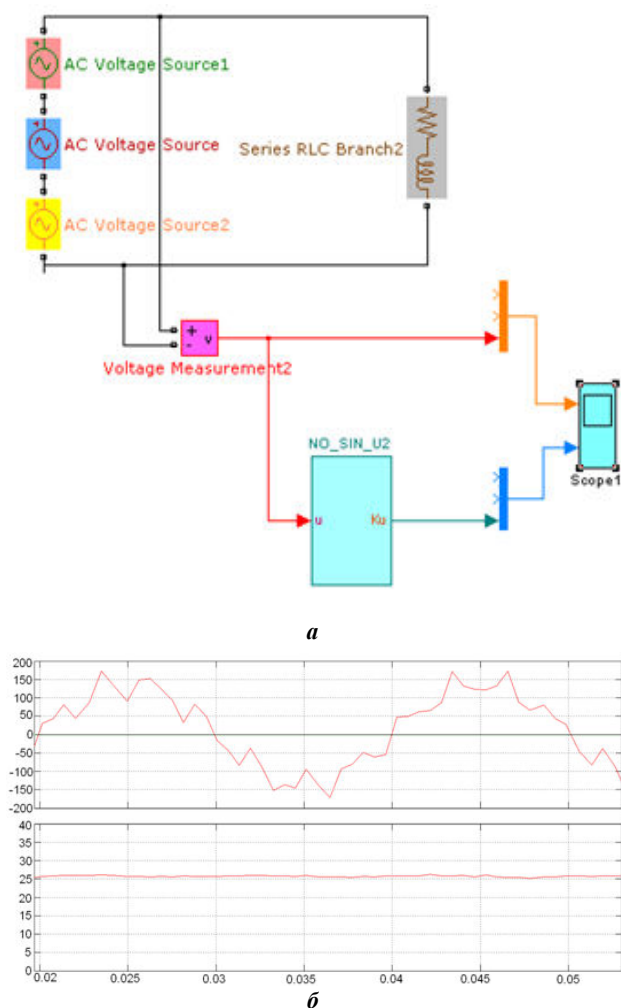 AC Voltage Source1
AC Voltage Source
Series RLC Branch2
AC Voltage Source2
+
-
v
Voltage Measurement2
NO_SIN_U2
Scope1
u
Ku
а
200
150
100
50
0
-50
-100
-150
-200
40
35
30
25
20
15
10
5
0
0.02
0.025
0.03
0.035
0.04
0.045
0.05
б